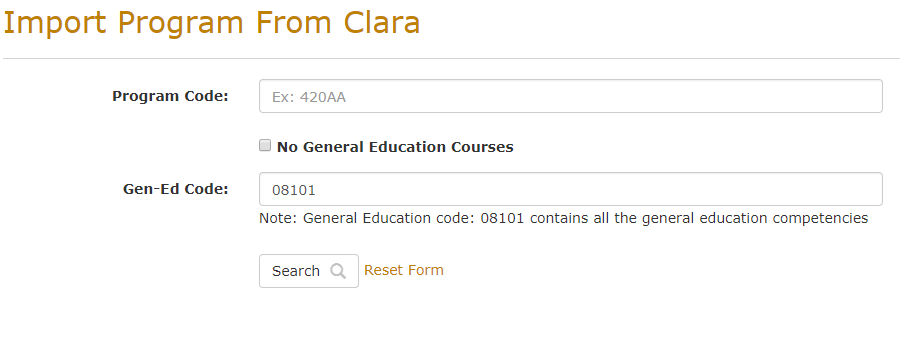 Import Program From Clara
Program Code: Ex: 420AA
No General Education Courses
Gen-Ed Code: 08101
Note: General Education code: 08101 contains all the general education competencies
Search Reset Form